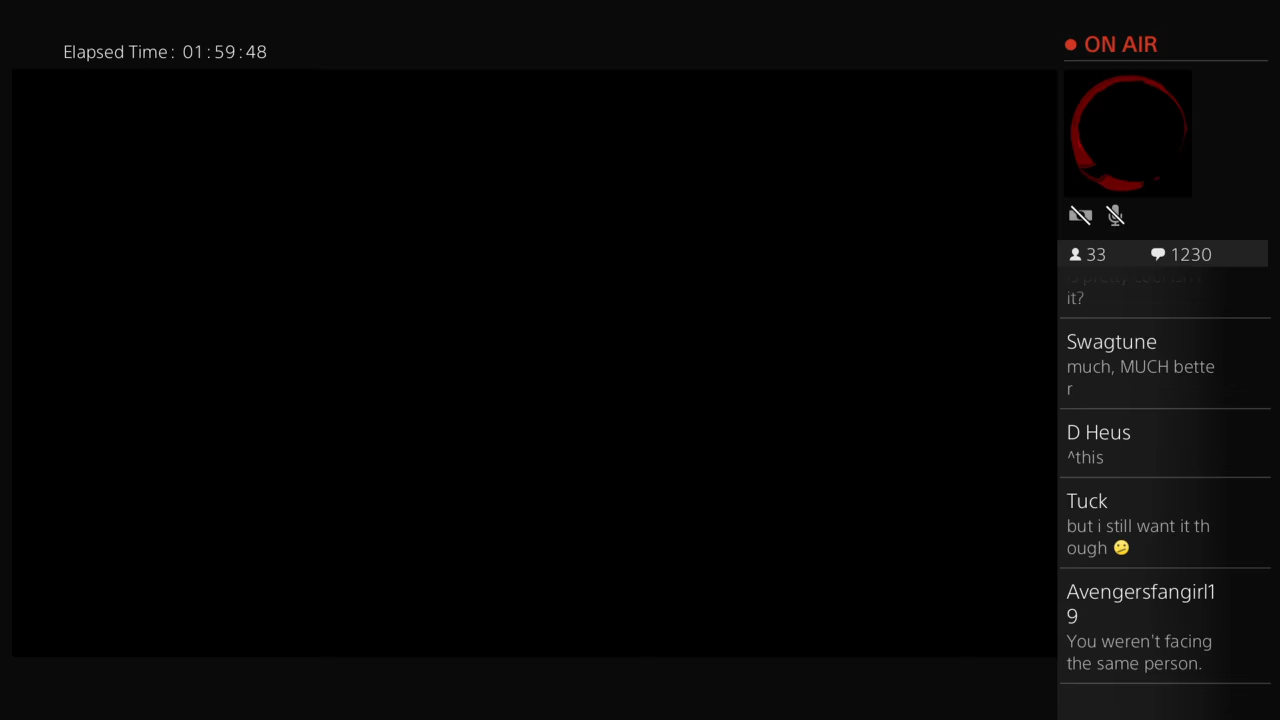 Elapsed Time: 01:59:48
ON AIR
33 1230
it?
Swagtune
much, MUCH bette
r
D Heus
^this
Tuck
but i still want it th
ough 🫤
Avengersfangirl1
9
You weren't facing
the same person.